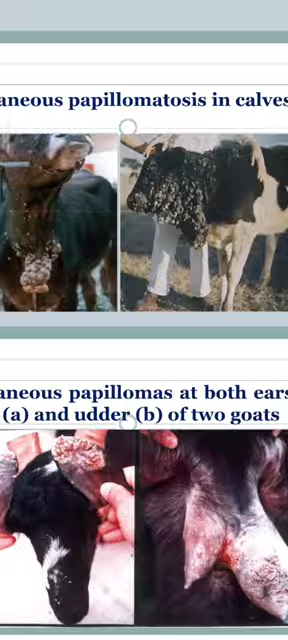 aneous papillomatosis in calves
aneous papillomas at both ears
(a) and udder (b) of two goats